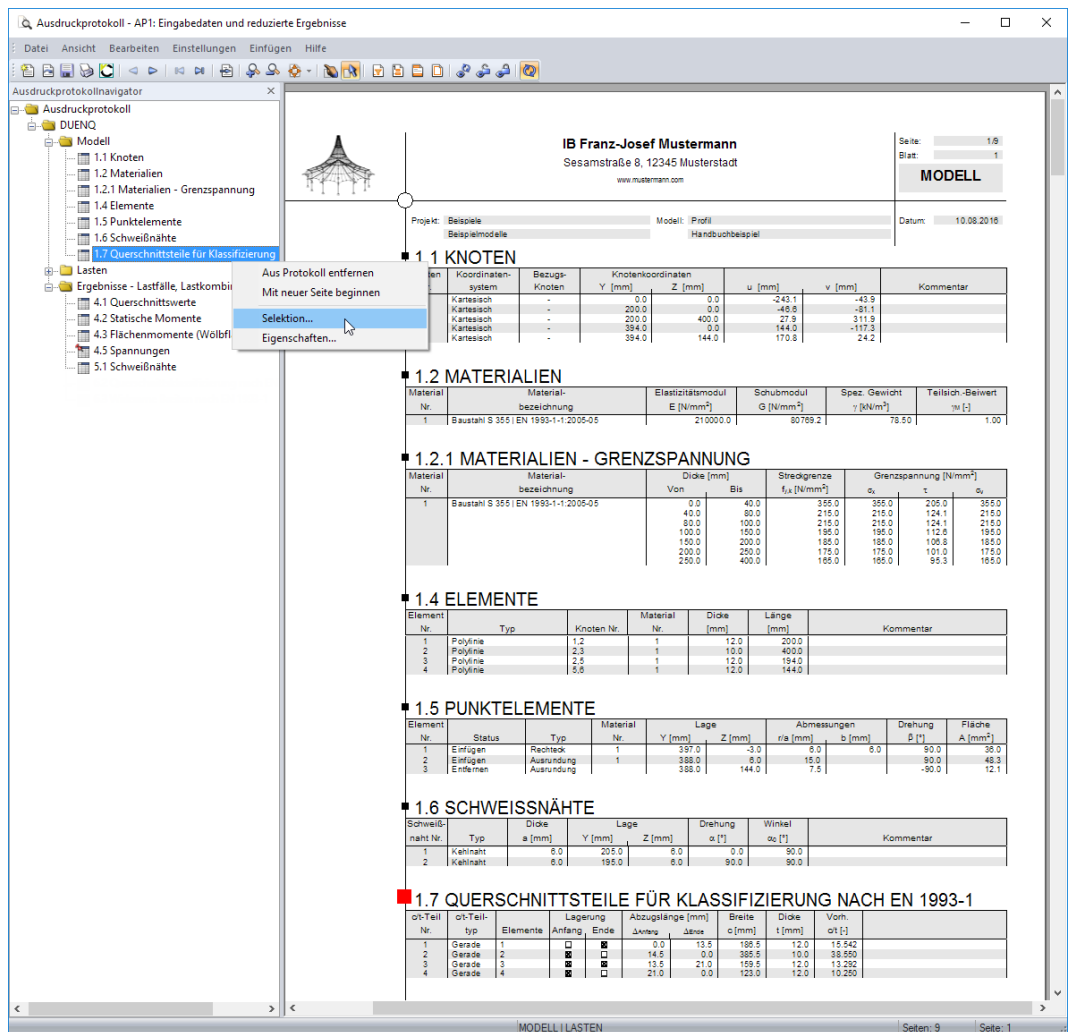 Ausdruckprotokoll - AP1: Eingabedaten und reduzierte Ergebnisse
Datei Ansicht Bearbeiten Einstellungen Einfügen Hilfe
Ausdruckprotokollnavigator
Ausdruckprotokoll
DUENQ
Modell
1.1 Knoten
1.2 Materialien
1.2.1 Materialien - Grenzspannung
1.4 Elemente
1.5 Punktelemente
1.6 Schweißnähte
1.7 Querschnittsteile für Klassifizierung
Lasten
Ergebnisse - Lastfälle, Lastkombin
4.1 Querschnittswerte
4.2 Statische Momente
4.3 Flächenmomente (Wölbfl
4.5 Spannungen
5.1 Schweißnähte
Aus Protokoll entfernen
Mit neuer Seite beginnen
Selektion...
Eigenschaften...
IB Franz-Josef Mustermann
Sesamstraße 8, 12345 Musterstadt
www.mustermann.com
Seite: 1/9
Blatt: 1
MODELL
Projekt: Beispiele Modell: Profil Datum: 10.08.2016
Beispielmodelle Handbuchbeispiel
1.1 KNOTEN
Koordinaten- Bezugs- Knotenkoordinaten
system Knoten Y [mm] Z [mm] u [mm] v [mm] Kommentar
Kartesisch - 0.0 0.0 -243.1 -43.9
Kartesisch - 200.0 0.0 -46.6 -81.1
Kartesisch - 200.0 400.0 27.9 311.9
Kartesisch - 394.0 0.0 144.0 -117.3
Kartesisch - 394.0 144.0 170.8 24.2
1.2 MATERIALIEN
Material Material- Elastizitätsmodul Schubmodul Spez. Gewicht Teilsich.-Beiwert
Nr. bezeichnung E [N/mm²] G [N/mm²] γ [kN/m³] γM [-]
1 Baustahl S 355 | EN 1993-1-1:2005-05 210000.0 80769.2 78.50 1.00
1.2.1 MATERIALIEN - GRENZSPANNUNG
Material Material- Dicke [mm] Streckgrenze Grenzspannung [N/mm²]
Nr. bezeichnung Von Bis fy,k [N/mm²] σx τ σv
1 Baustahl S 355 | EN 1993-1-1:2005-05 0.0 40.0 355.0 355.0 205.0 355.0
40.0 80.0 215.0 215.0 124.1 215.0
80.0 100.0 215.0 215.0 124.1 215.0
100.0 150.0 195.0 195.0 112.6 195.0
150.0 200.0 185.0 185.0 106.8 185.0
200.0 250.0 175.0 175.0 101.0 175.0
250.0 400.0 165.0 165.0 95.3 165.0
1.4 ELEMENTE
Element Material Dicke Länge
Nr. Typ Knoten Nr. Nr. [mm] [mm] Kommentar
1 Polylinie 1,2 1 12.0 200.0
2 Polylinie 2,3 1 10.0 400.0
3 Polylinie 2,5 1 12.0 194.0
4 Polylinie 5,6 1 12.0 144.0
1.5 PUNKTELEMENTE
Element Material Lage Abmessungen Drehung Fläche
Nr. Status Typ Nr. Y [mm] Z [mm] r/a [mm] b [mm] β [°] A [mm²]
1 Einfügen Rechteck 1 397.0 -3.0 6.0 6.0 90.0 36.0
2 Einfügen Ausrundung 1 388.0 6.0 15.0 90.0 48.3
3 Entfernen Ausrundung 388.0 144.0 7.5 -90.0 12.1
1.6 SCHWEISSNÄHTE
Schweiß- Dicke Lage Drehung Winkel
naht Nr. Typ a [mm] Y [mm] Z [mm] α [°] α0 [°] Kommentar
1 Kehlnaht 6.0 205.0 6.0 0.0 90.0
2 Kehlnaht 6.0 195.0 6.0 90.0 90.0
1.7 QUERSCHNITTSTEILE FÜR KLASSIFIZIERUNG NACH EN 1993-1
c/t-Teil c/t-Teil- Lagerung Abzugslänge [mm] Breite Dicke Vorh.
Nr. typ Elemente Anfang Ende ΔAnfang ΔEnde c [mm] t [mm] c/t [-]
1 Gerade 1 ☐ ☒ 0.0 13.5 186.5 12.0 15.542
2 Gerade 2 ☒ ☐ 14.5 0.0 385.5 10.0 38.550
3 Gerade 3 ☒ ☒ 13.5 21.0 159.5 12.0 13.292
4 Gerade 4 ☒ ☐ 21.0 0.0 123.0 12.0 10.250
MODELL | LASTEN Seiten: 9 Seite: 1